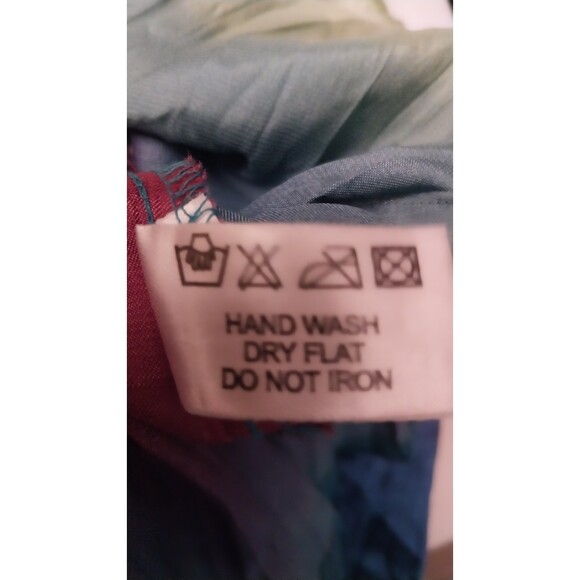 HAND WASH
DRY FLAT
DO NOT IRON